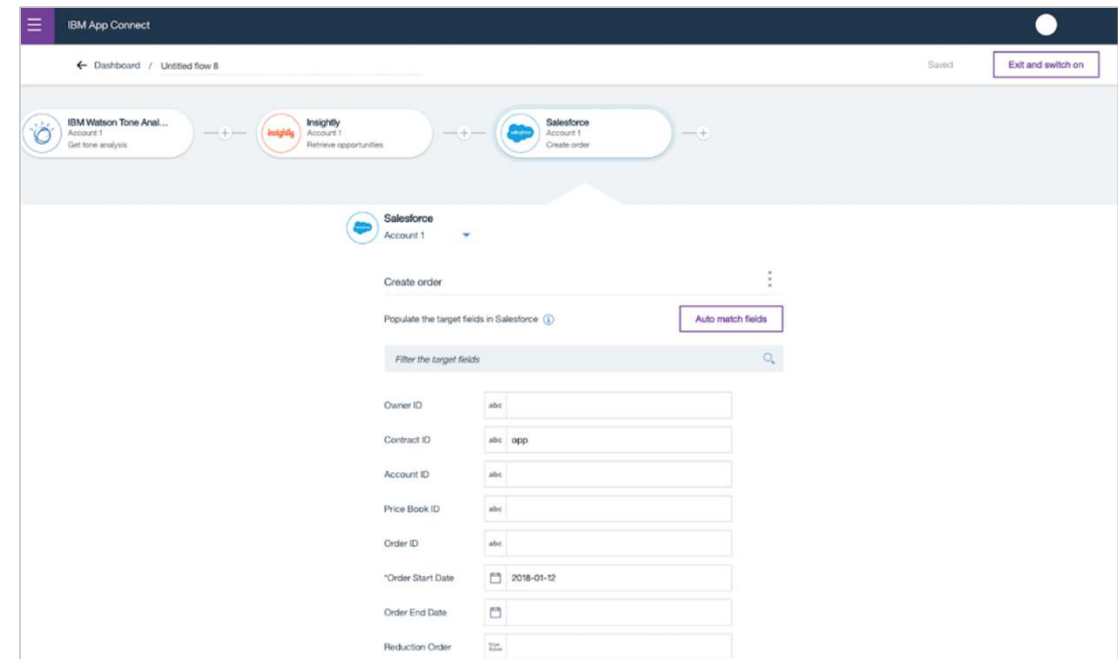 IBM App Connect
Dashboard / Untitled flow 8
Saved
Exit and switch on
IBM Watson Tone Anal...
Account 1
Get tone analysis
insightly
Insightly
Account 1
Retrieve opportunities
salesforce
Salesforce
Account 1
Create order
Salesforce
Account 1
Create order
Populate the target fields in Salesforce
Auto match fields
Filter the target fields
Owner ID abc
Contract ID abc app
Account ID abc
Price Book ID abc
Order ID abc
*Order Start Date 2018-01-12
Order End Date
Reduction Order true false